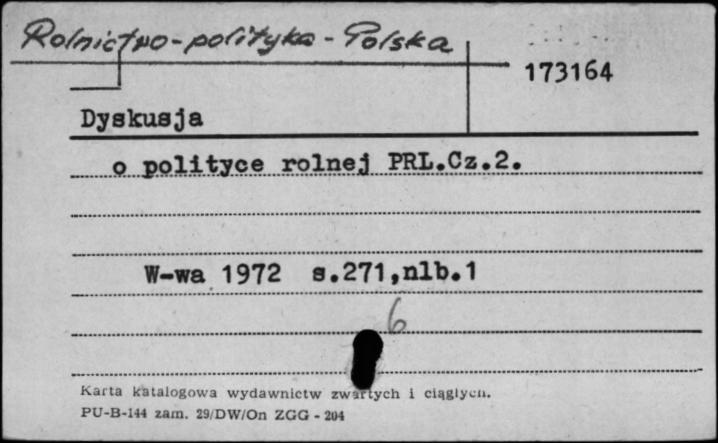 Rolnictwo-polityka - Polska
173164
Dyskusja
o polityce rolnej PRL.Cz.2.
W-wa 1972 s.271,nlb.1
6
Karta katalogowa wydawnictw zwartych i ciągłych.
PU-B-144 zam. 29/DW/On ZGG - 204